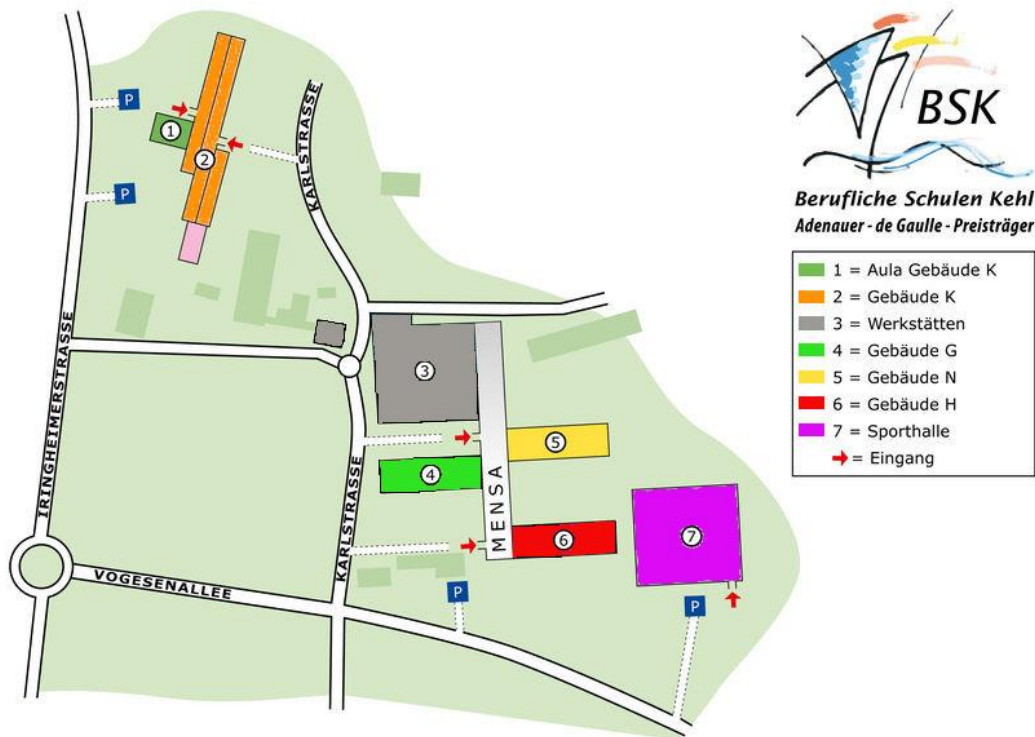 BSK
Berufliche Schulen Kehl
Adenauer - de Gaulle - Preisträger
1 = Aula Gebäude K
2 = Gebäude K
3 = Werkstätten
4 = Gebäude G
5 = Gebäude N
6 = Gebäude H
7 = Sporthalle
= Eingang
P
P
1
2
KARLSTRASSE
IRINGHEIMERSTRASSE
3
4
5
MENSA
KARLSTRASSE
6
7
VOGESENALLEE
P
P